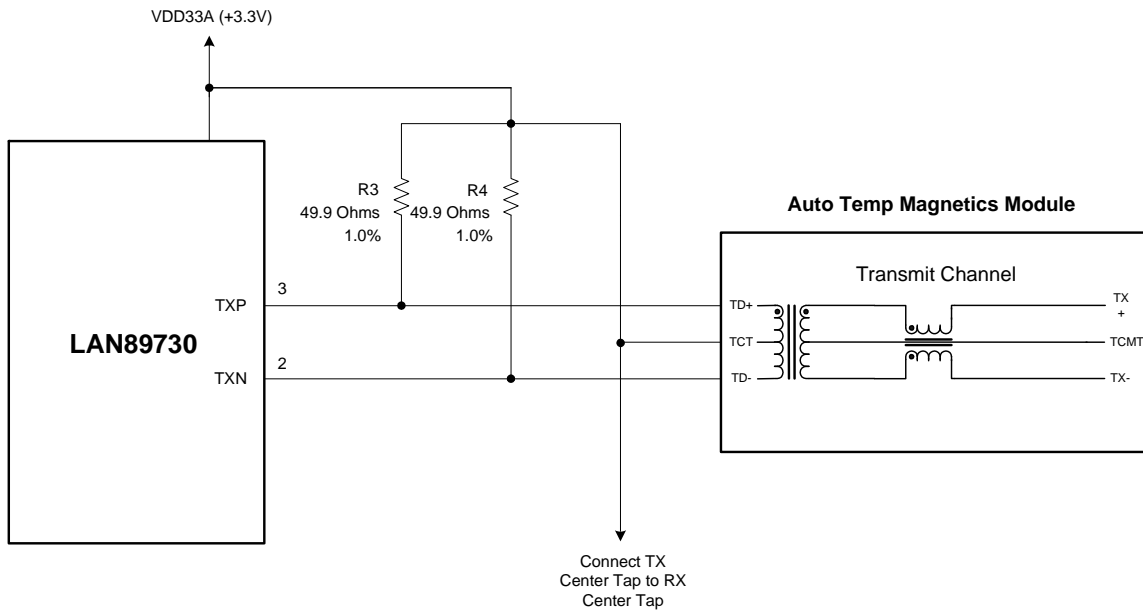 VDD33A (+3.3V)
R3
49.9 Ohms
1.0%
R4
49.9 Ohms
1.0%
Auto Temp Magnetics Module
Transmit Channel
LAN89730
TXP
3
TXN
2
TD+
TCT
TD-
TX
+
TCMT
TX-
Connect TX
Center Tap to RX
Center Tap